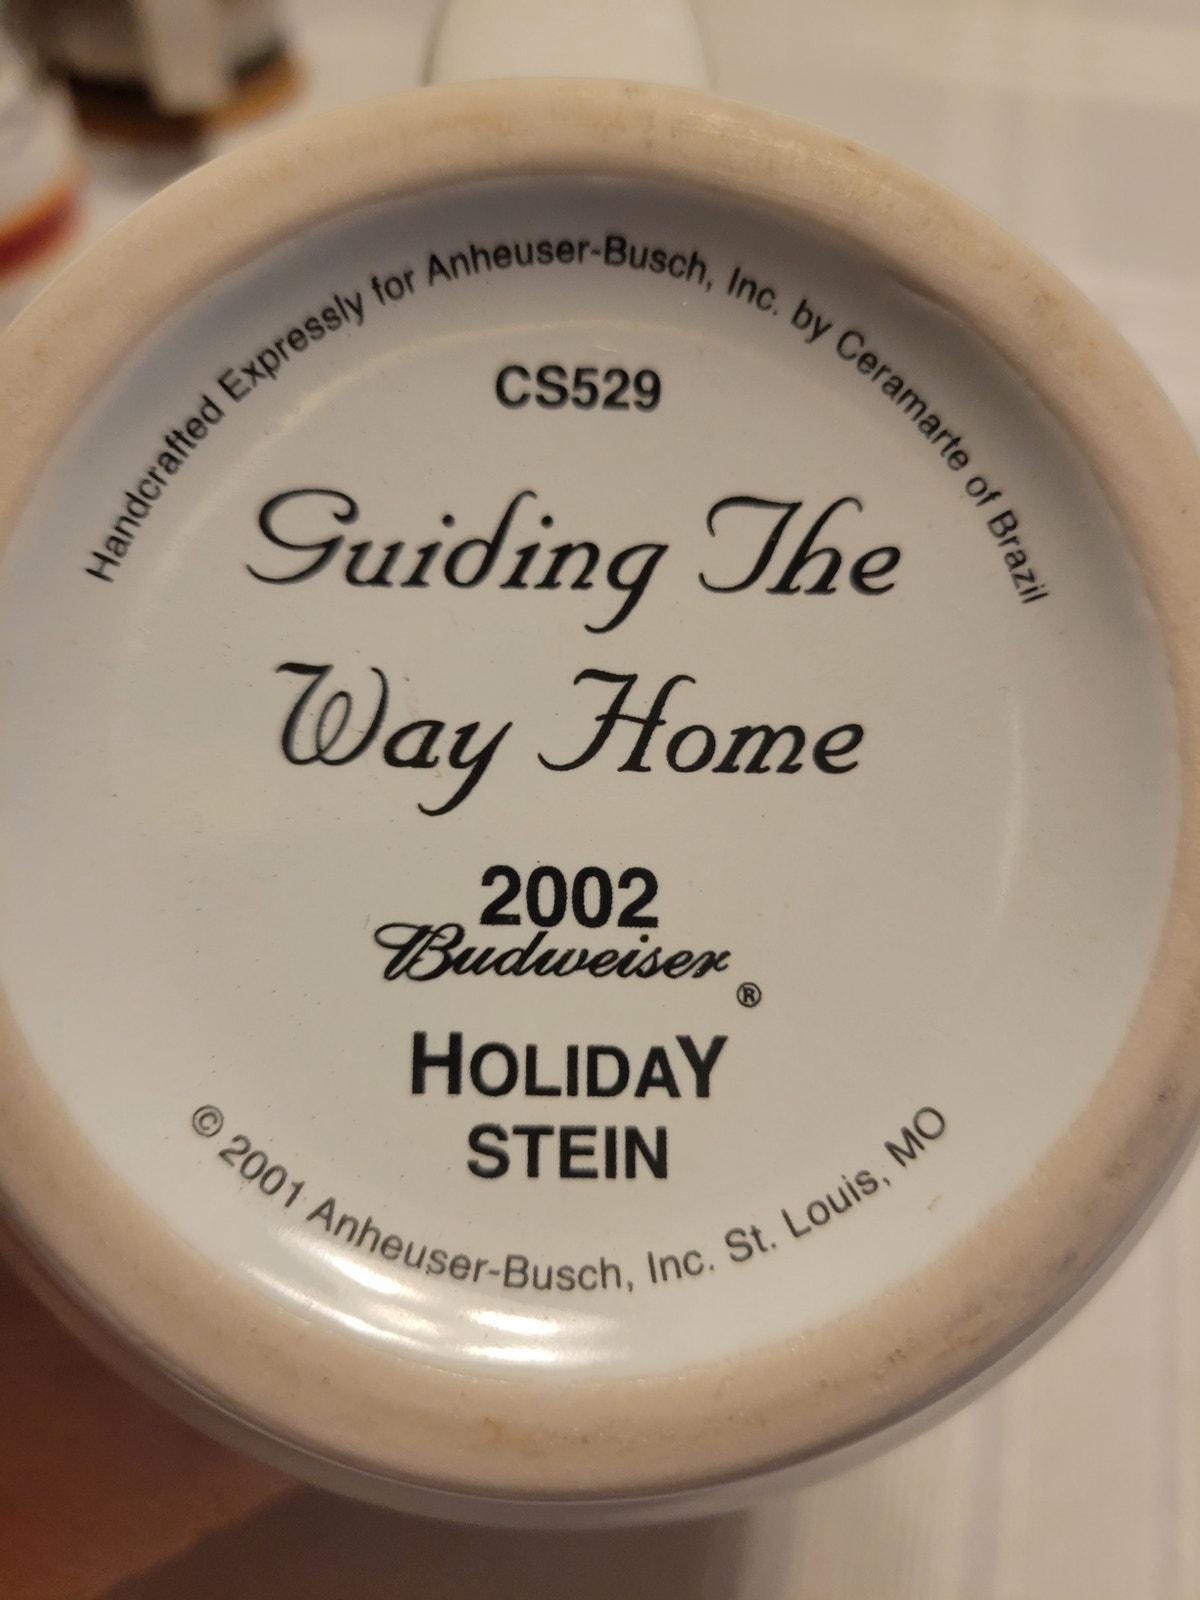 Handcrafted Expressly for Anheuser-Busch, Inc. by Ceramarte of Brazil
CS529
Guiding The
Way Home
2002
Budweiser®
HOLIDAY
STEIN
© 2001 Anheuser-Busch, Inc. St. Louis, MO